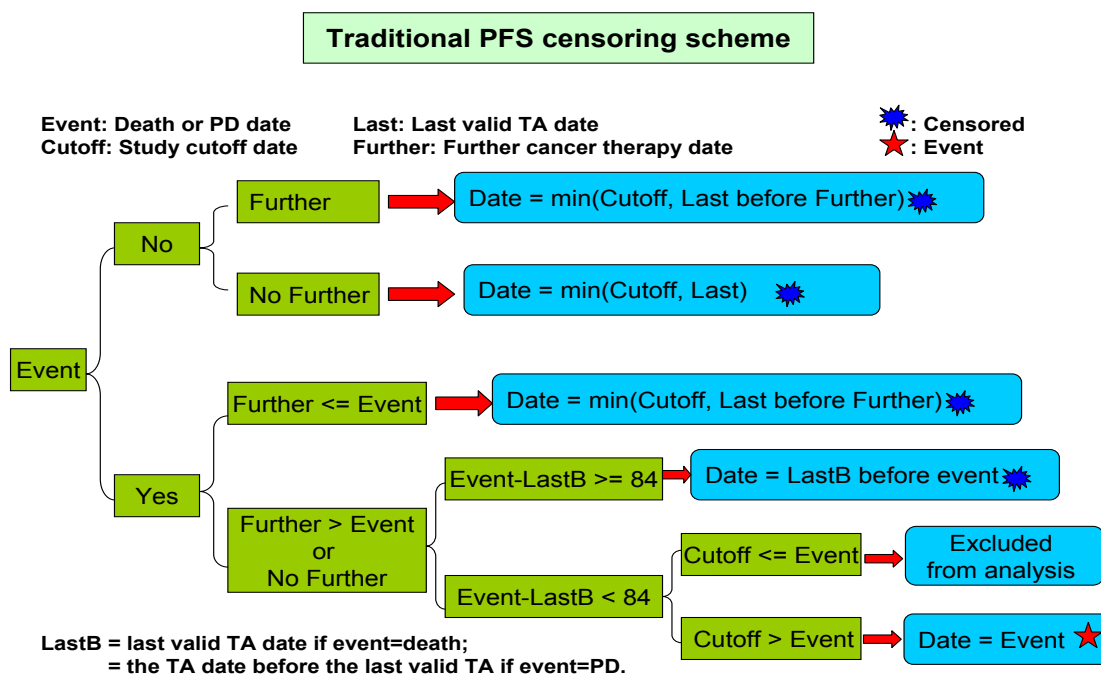 Traditional PFS censoring scheme
Event: Death or PD date
Last: Last valid TA date
: Censored
Cutoff: Study cutoff date
Further: Further cancer therapy date
: Event
Further
Date = min(Cutoff, Last before Further)
No
No Further
Date = min(Cutoff, Last)
Event
Further <= Event
Date = min(Cutoff, Last before Further)
Yes
Event-LastB >= 84
Date = LastB before event
Further > Event
or
No Further
Event-LastB < 84
Cutoff <= Event
Excluded
from analysis
Cutoff > Event
Date = Event
LastB = last valid TA date if event=death;
= the TA date before the last valid TA if event=PD.